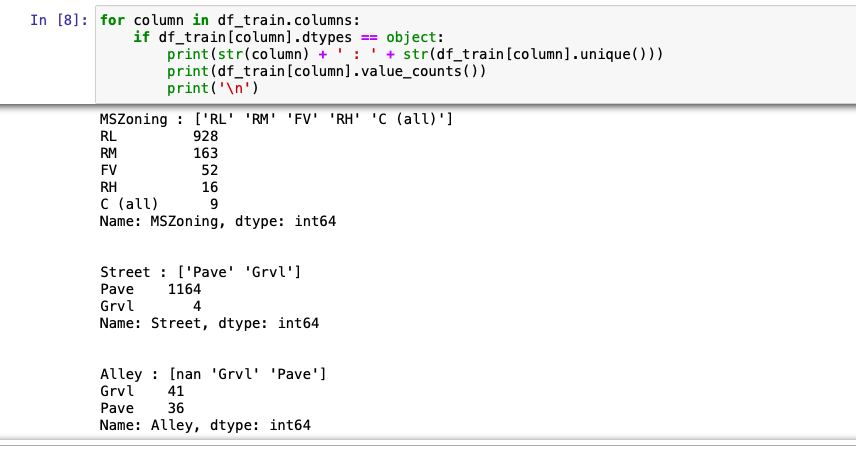 In [8]: for column in df_train.columns:
    if df_train[column].dtypes == object:
        print(str(column) + ' : ' + str(df_train[column].unique()))
        print(df_train[column].value_counts())
        print('\n')
MSZoning : ['RL' 'RM' 'FV' 'RH' 'C (all)']
RL         928
RM         163
FV          52
RH          16
C (all)      9
Name: MSZoning, dtype: int64
Street : ['Pave' 'Grvl']
Pave    1164
Grvl       4
Name: Street, dtype: int64
Alley : [nan 'Grvl' 'Pave']
Grvl    41
Pave    36
Name: Alley, dtype: int64